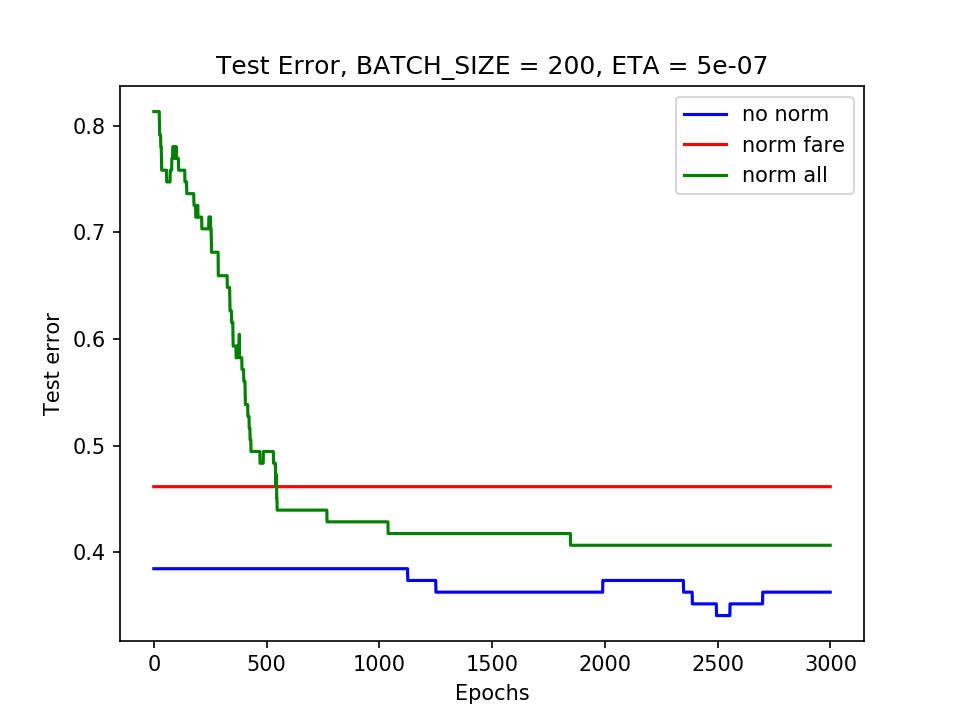 Test Error, BATCH_SIZE = 200, ETA = 5e-07
no norm
norm fare
norm all
0.8
0.7
0.6
0.5
0.4
Test error
0 500 1000 1500 2000 2500 3000
Epochs